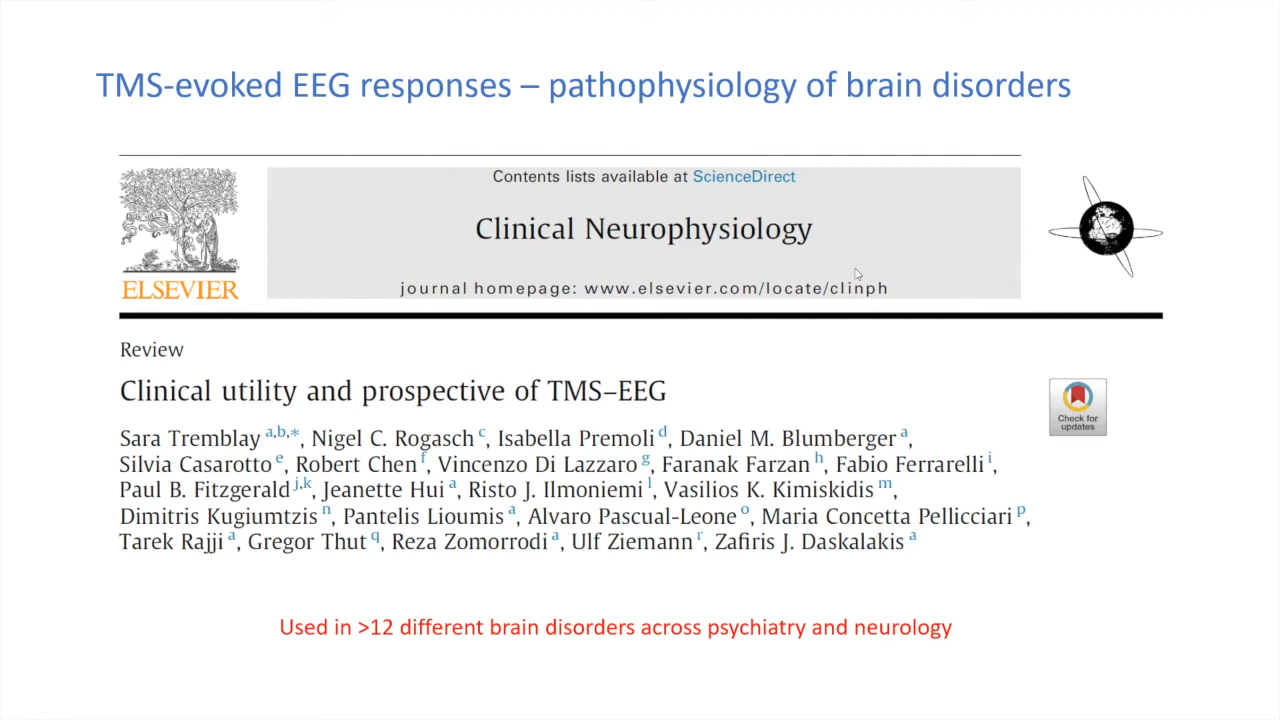 TMS-evoked EEG responses – pathophysiology of brain disorders
Contents lists available at ScienceDirect
Clinical Neurophysiology
journal homepage: www.elsevier.com/locate/clinph
ELSEVIER
Review
Clinical utility and prospective of TMS–EEG
Check for
updates
Sara Tremblay a,b,*, Nigel C. Rogasch c, Isabella Premoli d, Daniel M. Blumberger a,
Silvia Casarotto e, Robert Chen f, Vincenzo Di Lazzaro g, Faranak Farzan h, Fabio Ferrarelli i,
Paul B. Fitzgerald j,k, Jeanette Hui a, Risto J. Ilmoniemi l, Vasilios K. Kimiskidis m,
Dimitris Kugiumtzis n, Pantelis Lioumis a, Alvaro Pascual-Leone o, Maria Concetta Pellicciari p,
Tarek Rajji a, Gregor Thut q, Reza Zomorrodi a, Ulf Ziemann r, Zafiris J. Daskalakis a
Used in >12 different brain disorders across psychiatry and neurology